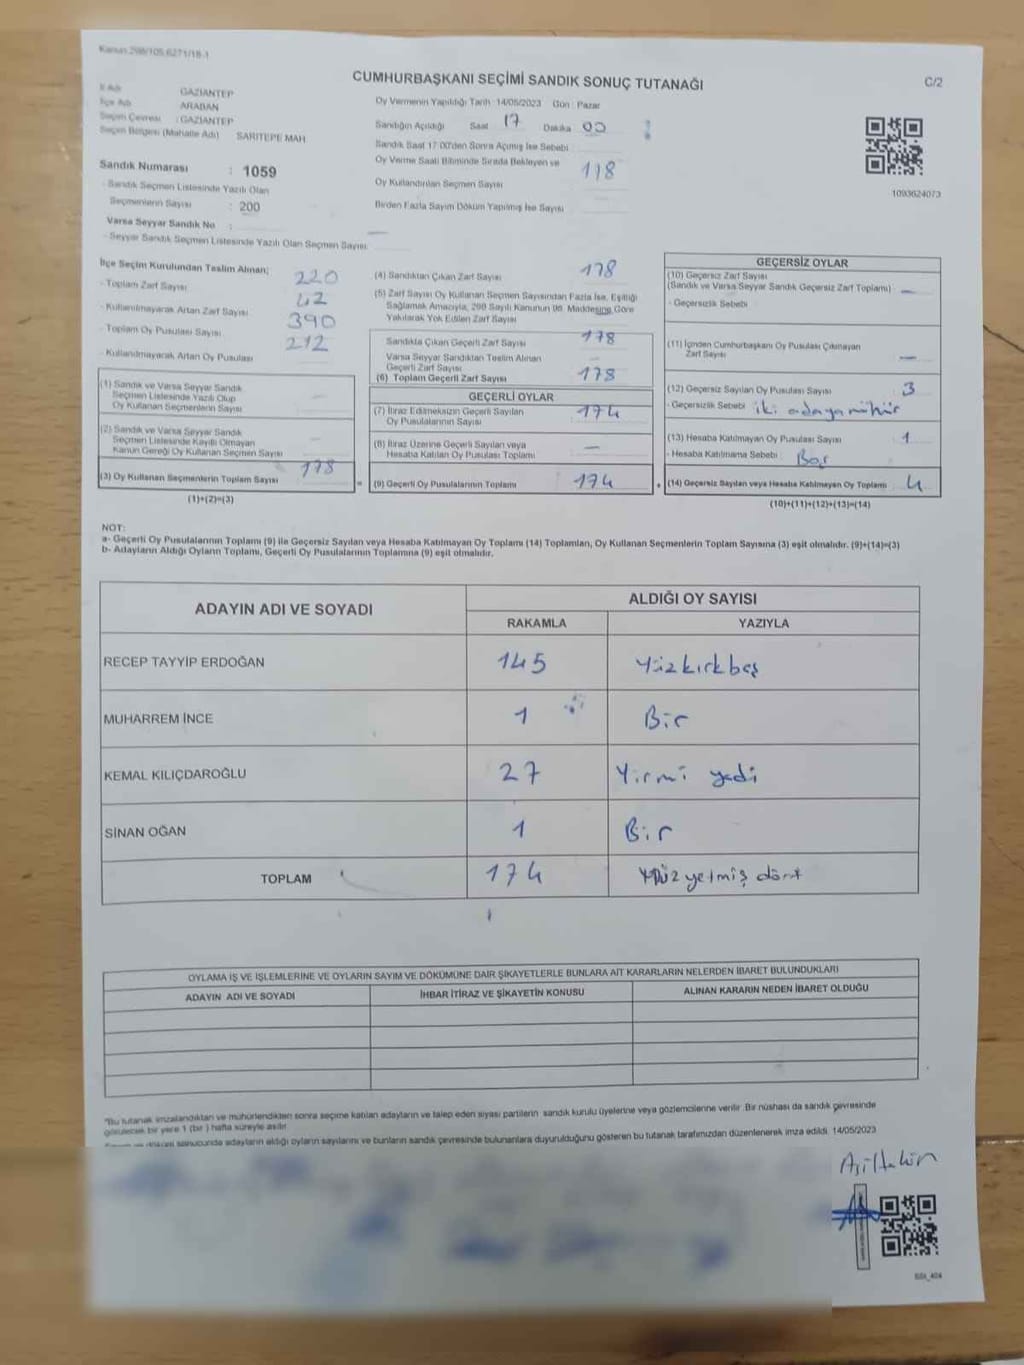 Kanun:298/105;6271/18-1
CUMHURBAŞKANI SEÇİMİ SANDIK SONUÇ TUTANAĞI
C/2
İl Adı GAZİANTEP
İlçe Adı ARABAN
Seçim Çevresi : GAZİANTEP
Seçim Bölgesi (Mahalle Adı) SARITEPE MAH
Sandık Numarası : 1059
- Sandık Seçmen Listesinde Yazılı Olan
Seçmenlerin Sayısı : 200
Varsa Seyyar Sandık No :
- Seyyar Sandık Seçmen Listesinde Yazılı Olan Seçmen Sayısı: —
Oy Vermenin Yapıldığı Tarih :14/05/2023 Gün : Pazar
Sandığın Açıldığı Saat 17 Dakika 00
Sandık Saat 17.00'den Sonra Açılmış İse Sebebi
Oy Verme Saati Bitiminde Sırada Bekleyen ve
Oy Kullandırılan Seçmen Sayısı
Birden Fazla Sayım Döküm Yapılmış İse Sayısı
1093624073
İlçe Seçim Kurulundan Teslim Alınan;
- Toplam Zarf Sayısı 220
- Kullanılmayarak Artan Zarf Sayısı 42
- Toplam Oy Pusulası Sayısı 390
- Kullanılmayarak Artan Oy Pusulası 212
(1) Sandık ve Varsa Seyyar Sandık
Seçmen Listesinde Yazılı Olup
Oy Kullanan Seçmenlerin Sayısı
(2) Sandık ve Varsa Seyyar Sandık
Seçmen Listesinde Kayıtlı Olmayan
Kanun Gereği Oy Kullanan Seçmen Sayısı
(3) Oy Kullanan Seçmenlerin Toplam Sayısı 178
(1)+(2)=(3)
(4) Sandıktan Çıkan Zarf Sayısı 178
(5) Zarf Sayısı Oy Kullanan Seçmen Sayısından Fazla İse, Eşitliği
Sağlamak Amacıyla, 298 Sayılı Kanunun 98. Maddesine Göre
Yakılarak Yok Edilen Zarf Sayısı —
Sandıkta Çıkan Geçerli Zarf Sayısı 178
Varsa Seyyar Sandıktan Teslim Alınan
Geçerli Zarf Sayısı
(6) Toplam Geçerli Zarf Sayısı 178
GEÇERLİ OYLAR
(7) İtiraz Edilmeksizin Geçerli Sayılan
Oy Pusulalarının Sayısı 174
(8) İtiraz Üzerine Geçerli Sayılan veya
Hesaba Katılan Oy Pusulası Toplamı —
= (9) Geçerli Oy Pusulalarının Toplamı 174
GEÇERSİZ OYLAR
(10) Geçersiz Zarf Sayısı
(Sandık ve Varsa Seyyar Sandık Geçersiz Zarf Toplamı) —
- Geçersizlik Sebebi
(11) İçinden Cumhurbaşkanı Oy Pusulası Çıkmayan
Zarf Sayısı —
(12) Geçersiz Sayılan Oy Pusulası Sayısı 3
- Geçersizlik Sebebi iki adaya mühür
(13) Hesaba Katılmayan Oy Pusulası Sayısı 1
- Hesaba Katılmama Sebebi Boş
+ (14) Geçersiz Sayılan veya Hesaba Katılmayan Oy Toplamı 4
(10)+(11)+(12)+(13)=(14)
NOT:
a- Geçerli Oy Pusulalarının Toplamı (9) ile Geçersiz Sayılan veya Hesaba Katılmayan Oy Toplamı (14) Toplamları, Oy Kullanan Seçmenlerin Toplam Sayısına (3) eşit olmalıdır. (9)+(14)=(3)
b- Adayların Aldığı Oyların Toplamı, Geçerli Oy Pusulalarının Toplamına (9) eşit olmalıdır.
ADAYIN ADI VE SOYADI ALDIĞI OY SAYISI
RAKAMLA YAZIYLA
RECEP TAYYİP ERDOĞAN 145 Yüzkırkbeş
MUHARREM İNCE 1 Bir
KEMAL KILIÇDAROĞLU 27 Yirmi yedi
SİNAN OĞAN 1 Bir
TOPLAM 174 Yüzyetmiş dört
OYLAMA İŞ VE İŞLEMLERİNE VE OYLARIN SAYIM VE DÖKÜMÜNE DAİR ŞİKAYETLERLE BUNLARA AİT KARARLARIN NELERDEN İBARET BULUNDUKLARI
ADAYIN ADI VE SOYADI İHBAR İTİRAZ VE ŞİKAYETİN KONUSU ALINAN KARARIN NEDEN İBARET OLDUĞU
*Bu tutanak imzalandıktan ve mühürlendikten sonra seçime katılan adayların ve talep eden siyasi partilerin sandık kurulu üyelerine veya gözlemcilerine verilir. Bir nüshası da sandık çevresinde
görülecek bir yere 1 (bir ) hafta süreyle asılır.
sonucunda adayların aldığı oyların sayılarını ve bunların sandık çevresinde bulunanlara duyurulduğunu gösteren bu tutanak tarafımızdan düzenlenerek imza edildi. 14/05/2023